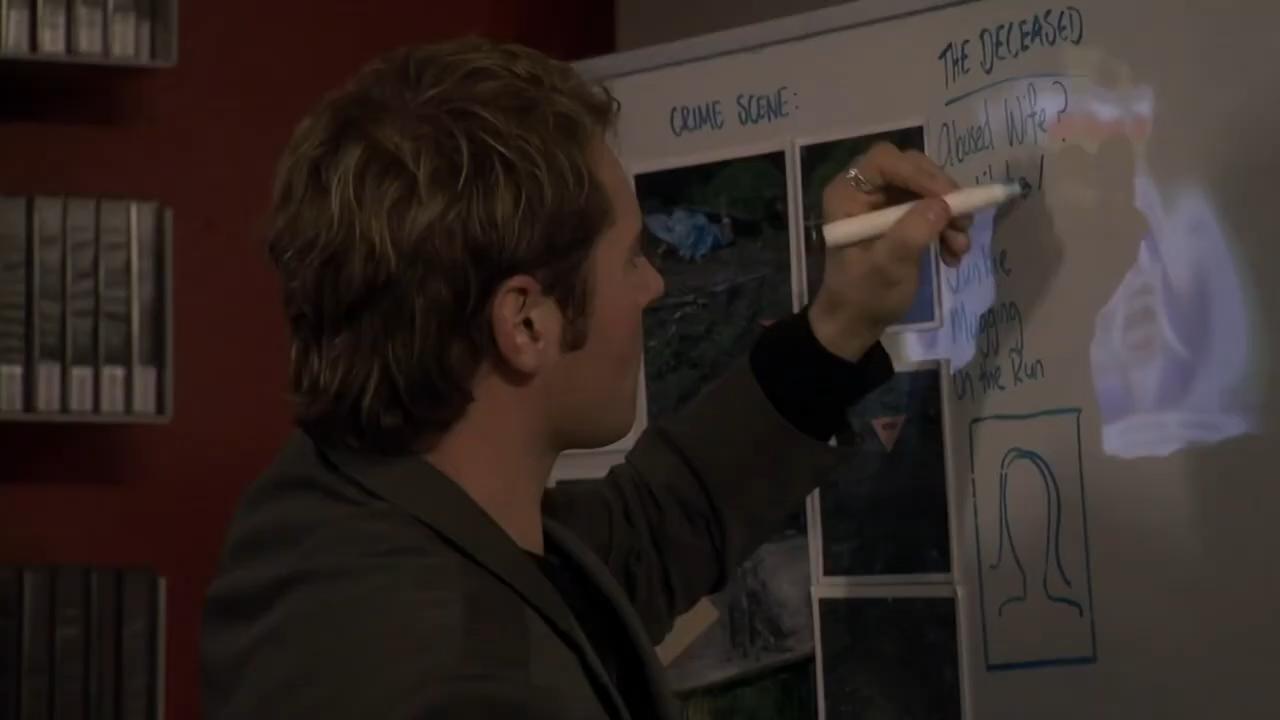 CRIME SCENE:
THE DECEASED
Abused Wife?
Mugging
On the Run